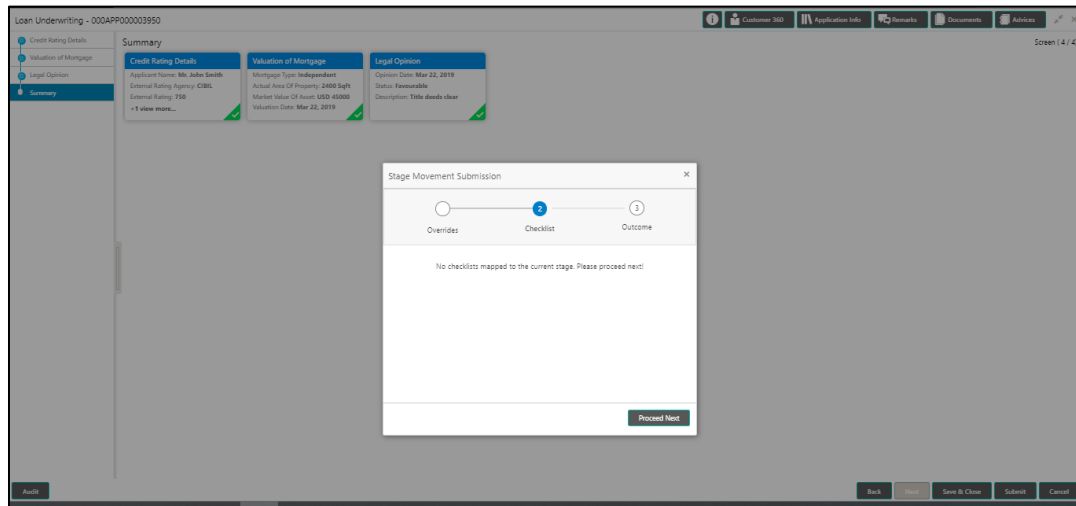 Loan Underwriting - 000APP000003950
Customer 360
Application Info
Remarks
Documents
Advices
Credit Rating Details
Valuation of Mortgage
Legal Opinion
Summary
Summary
Screen ( 4 / 4
Credit Rating Details
Applicant Name: Mr. John Smith
External Rating Agency: CIBIL
External Rating: 750
+1 view more...
Valuation of Mortgage
Mortgage Type: Independent
Actual Area Of Property: 2400 Sqft
Market Value Of Asset: USD 45000
Valuation Date: Mar 22, 2019
Legal Opinion
Opinion Date: Mar 22, 2019
Status: Favourable
Description: Title deeds clear
Stage Movement Submission
2
3
Overrides
Checklist
Outcome
No checklists mapped to the current stage. Please proceed next!
Proceed Next
Audit
Back
Next
Save & Close
Submit
Cancel